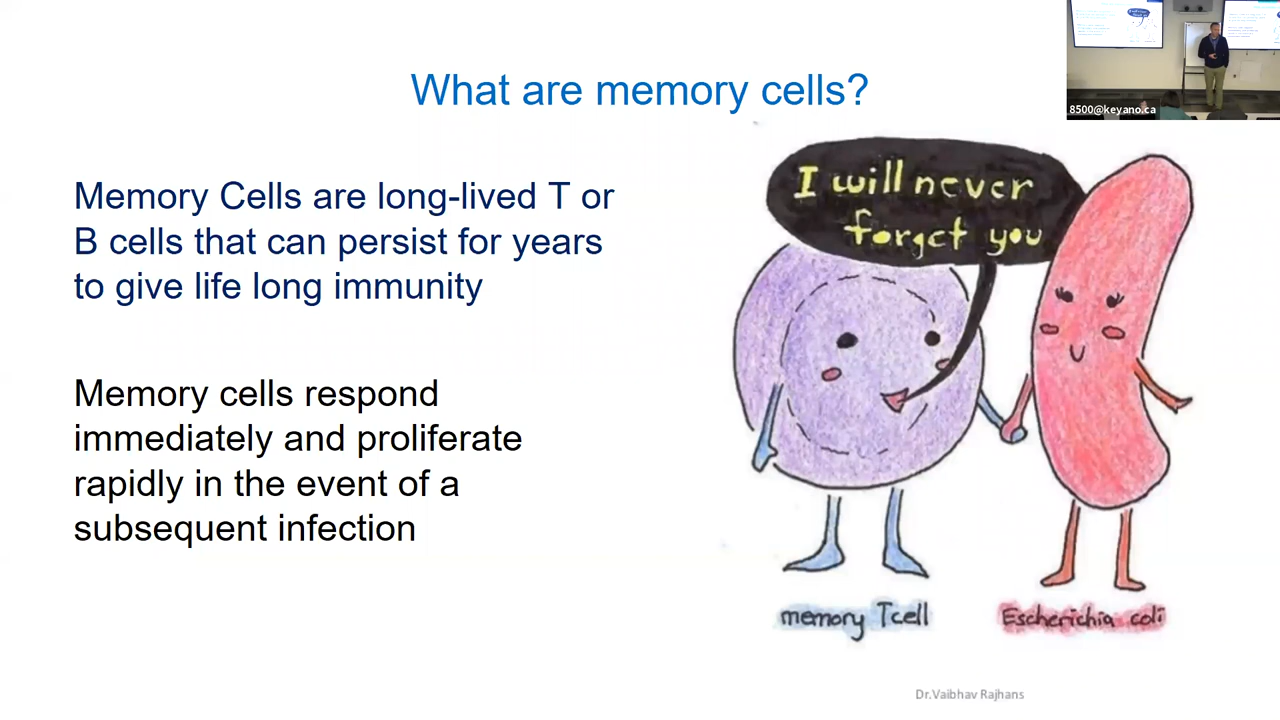 What are memory cells?
8500@keyano.ca
Memory Cells are long-lived T or
B cells that can persist for years
to give life long immunity
Memory cells respond
immediately and proliferate
rapidly in the event of a
subsequent infection
I will never
forget you
memory Tcell
Escherichia coli
Dr.Vaibhav Rajhans